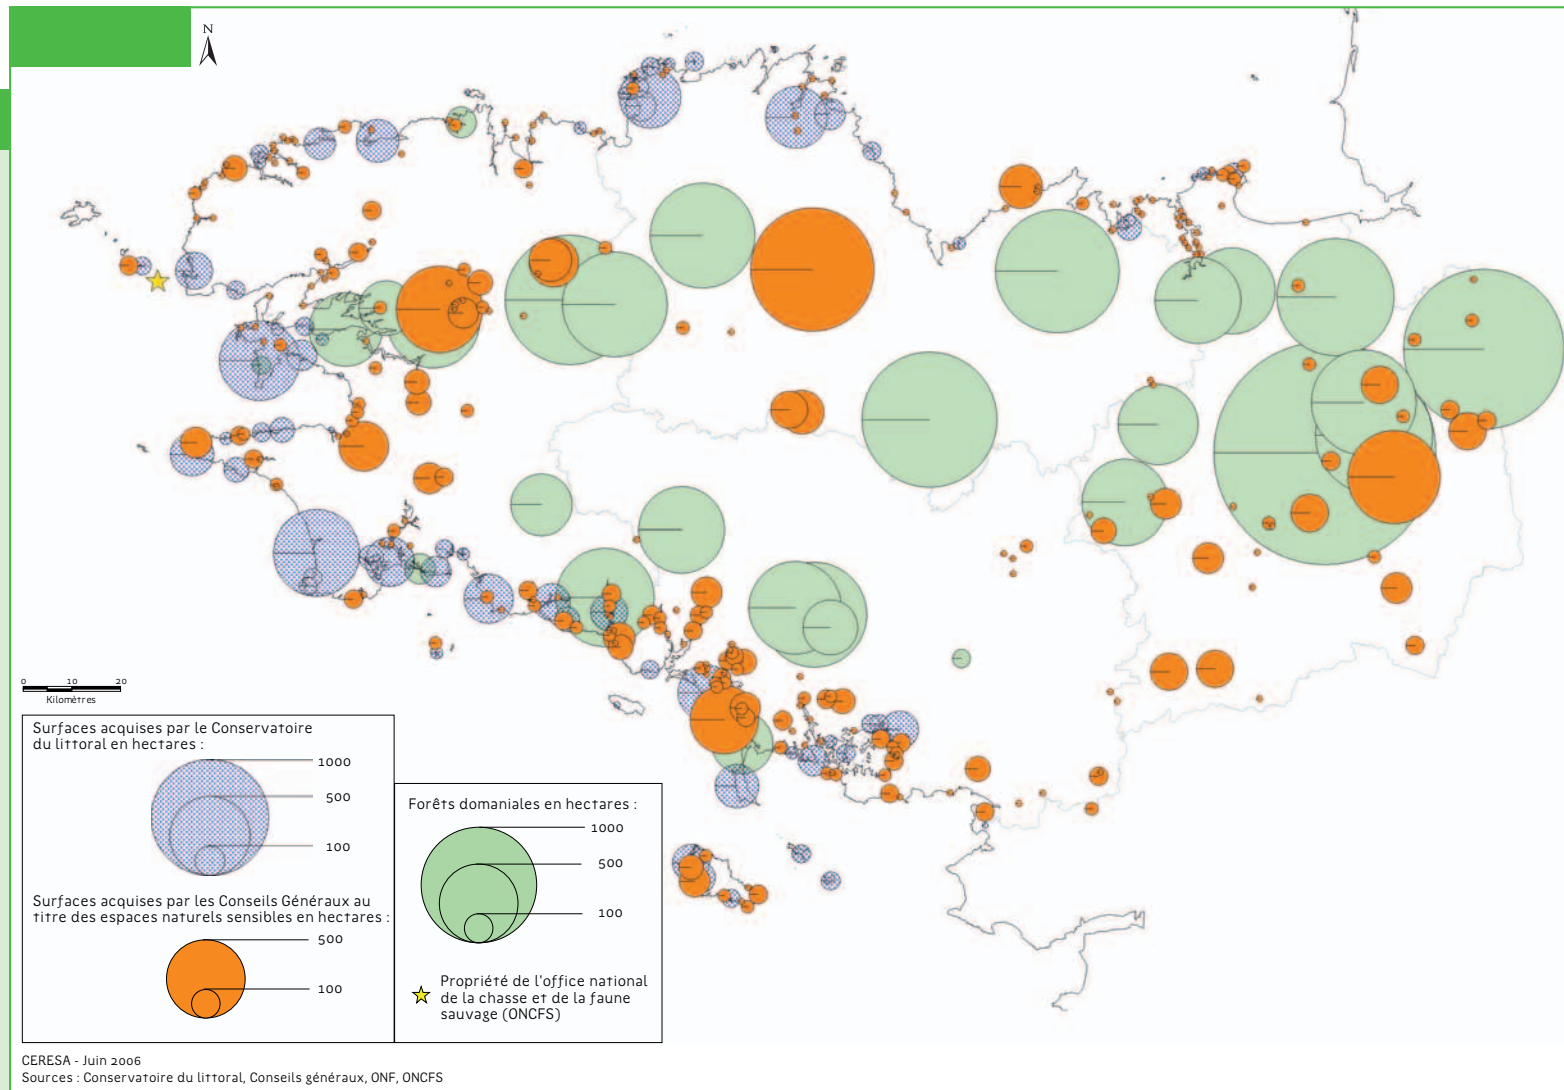 N
0 10 20
Kilomètres
Surfaces acquises par le Conservatoire
du littoral en hectares :
1000
500
100
Surfaces acquises par les Conseils Généraux au
titre des espaces naturels sensibles en hectares :
500
100
Forêts domaniales en hectares :
1000
500
100
Propriété de l'office national
de la chasse et de la faune
sauvage (ONCFS)
CERESA - Juin 2006
Sources : Conservatoire du littoral, Conseils généraux, ONF, ONCFS